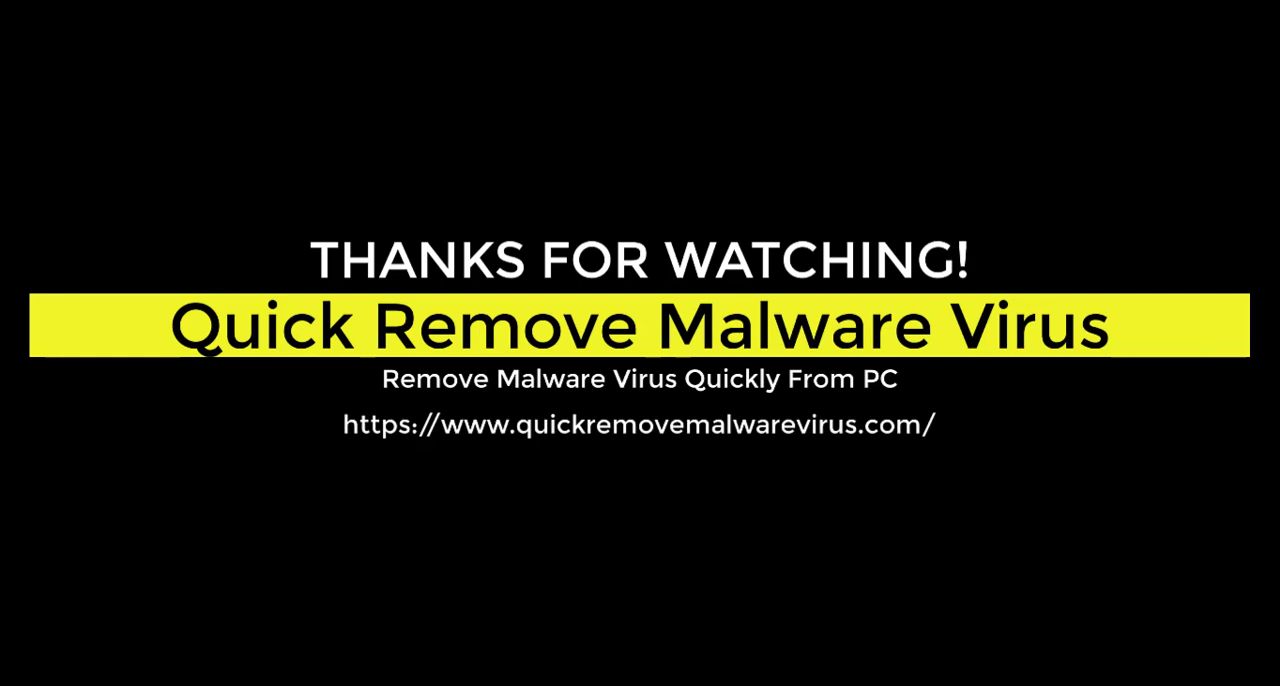 THANKS FOR WATCHING!
Quick Remove Malware Virus
Remove Malware Virus Quickly From PC
https://www.quickremovemalwarevirus.com/